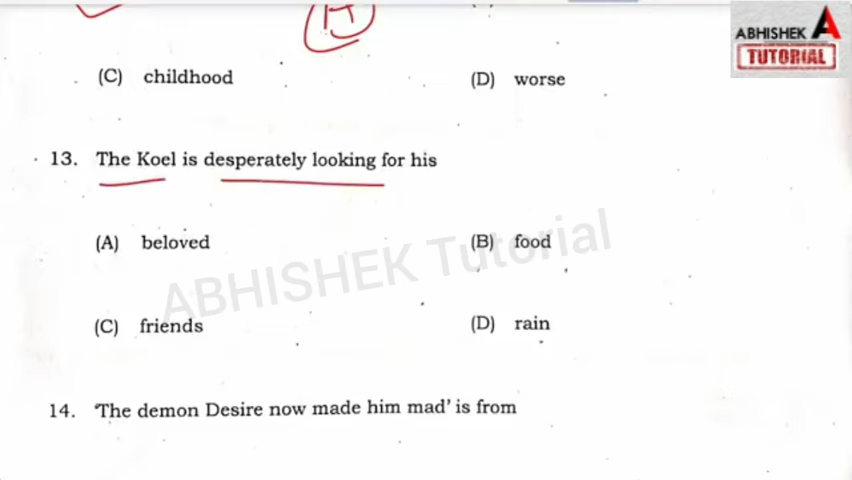 ABHISHEK A
TUTORIAL
(C) childhood
(D) worse
13. The Koel is desperately looking for his
(A) beloved
(B) food
(C) friends
(D) rain
ABHISHEK Tutorial
14. 'The demon Desire now made him mad' is from